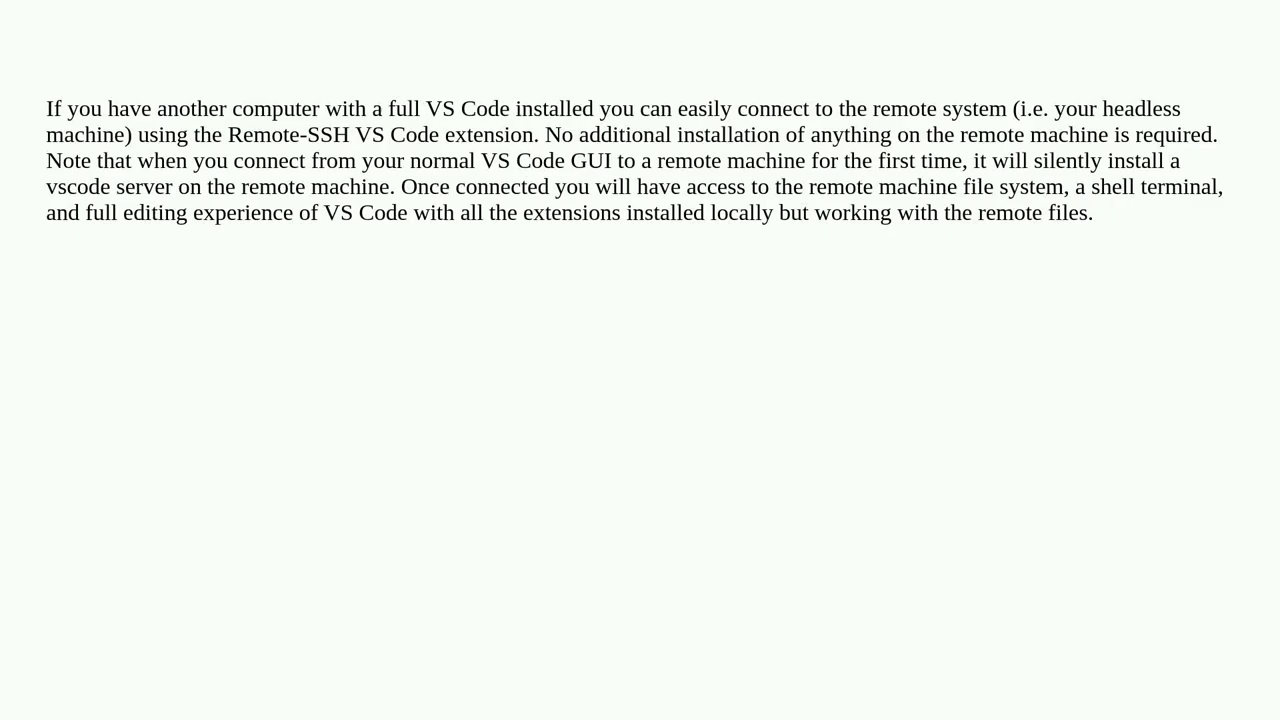 If you have another computer with a full VS Code installed you can easily connect to the remote system (i.e. your headless
machine) using the Remote-SSH VS Code extension. No additional installation of anything on the remote machine is required.
Note that when you connect from your normal VS Code GUI to a remote machine for the first time, it will silently install a
vscode server on the remote machine. Once connected you will have access to the remote machine file system, a shell terminal,
and full editing experience of VS Code with all the extensions installed locally but working with the remote files.